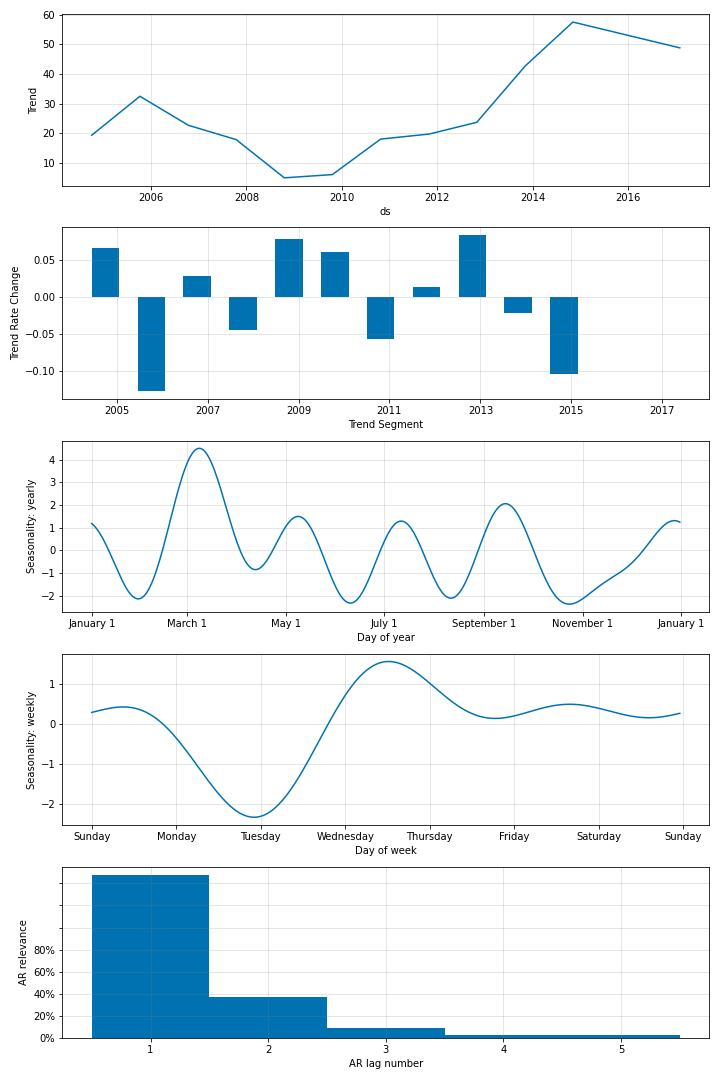 60
50
40
30
20
10
Trend
2006 2008 2010 2012 2014 2016
ds
0.05
0.00
−0.05
−0.10
Trend Rate Change
2005 2007 2009 2011 2013 2015 2017
Trend Segment
4
3
2
1
0
−1
−2
Seasonality: yearly
January 1 March 1 May 1 July 1 September 1 November 1 January 1
Day of year
1
0
−1
−2
Seasonality: weekly
Sunday Monday Tuesday Wednesday Thursday Friday Saturday Sunday
Day of week
80%
60%
40%
20%
0%
AR relevance
1 2 3 4 5
AR lag number